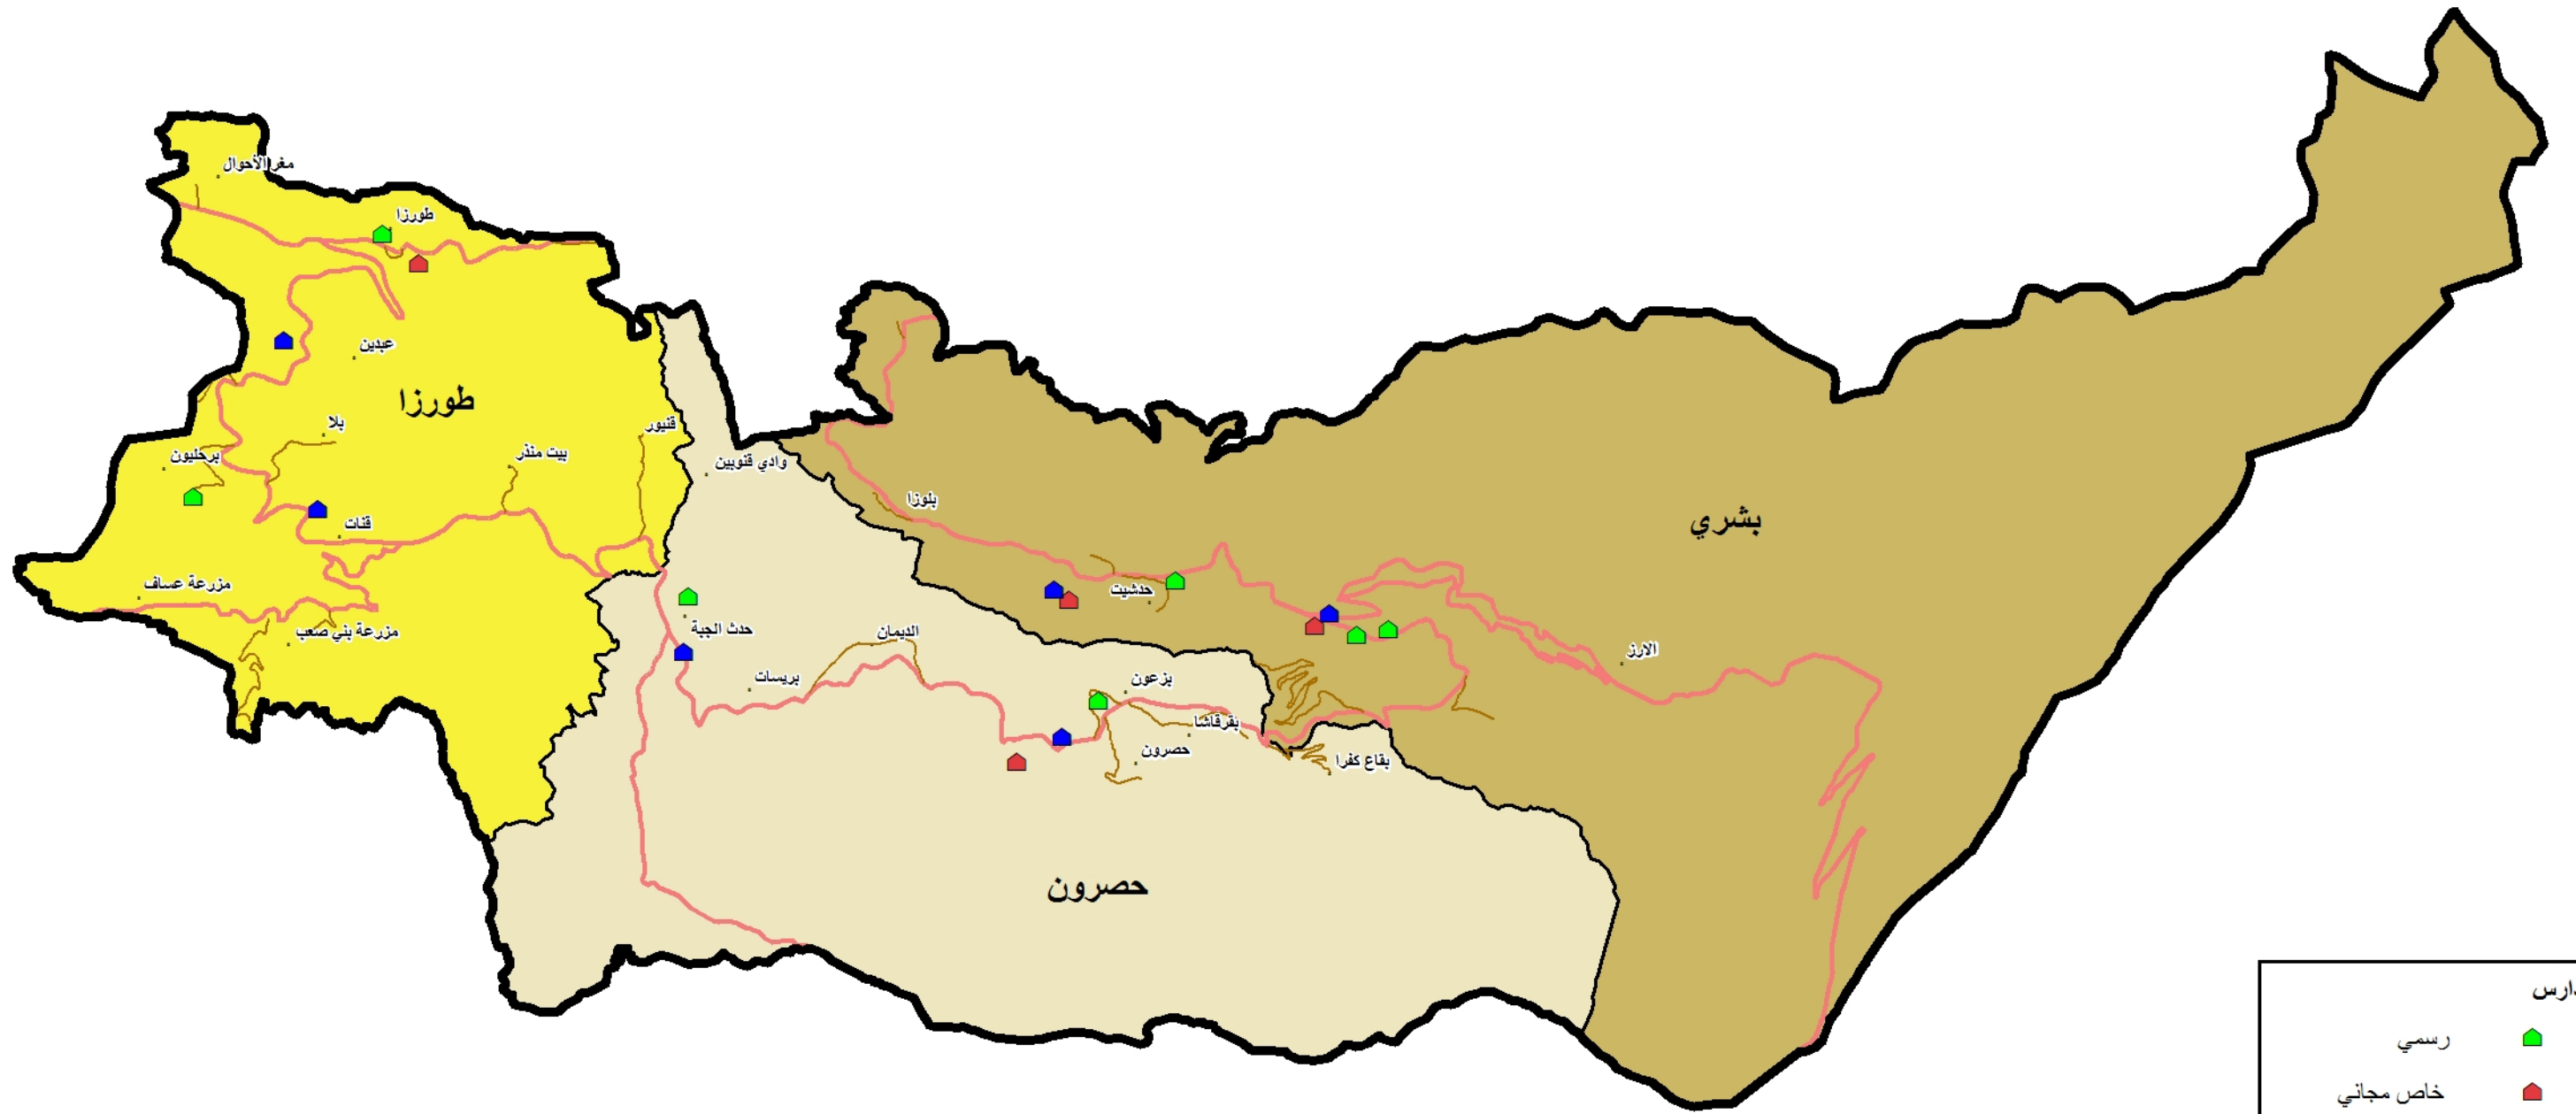 مغر الأحوال
طورزا
عبدين
طورزا
بلا
قنيور
برحليون
بيت منذر
وادي قنوبين
قنات
بلوزا
بشري
مزرعة عساف
حدشيت
مزرعة بني صعب
حدث الجبة
الديمان
الارز
بريسات
بزعون
بقرقاشا
حصرون
بقاع كفرا
حصرون
رسمي
خاص مجاني